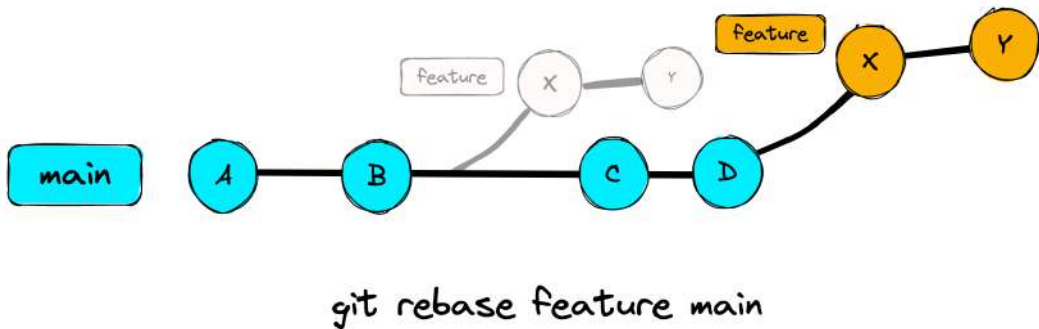 feature
feature X Y
X Y
main A B C D
git rebase feature main